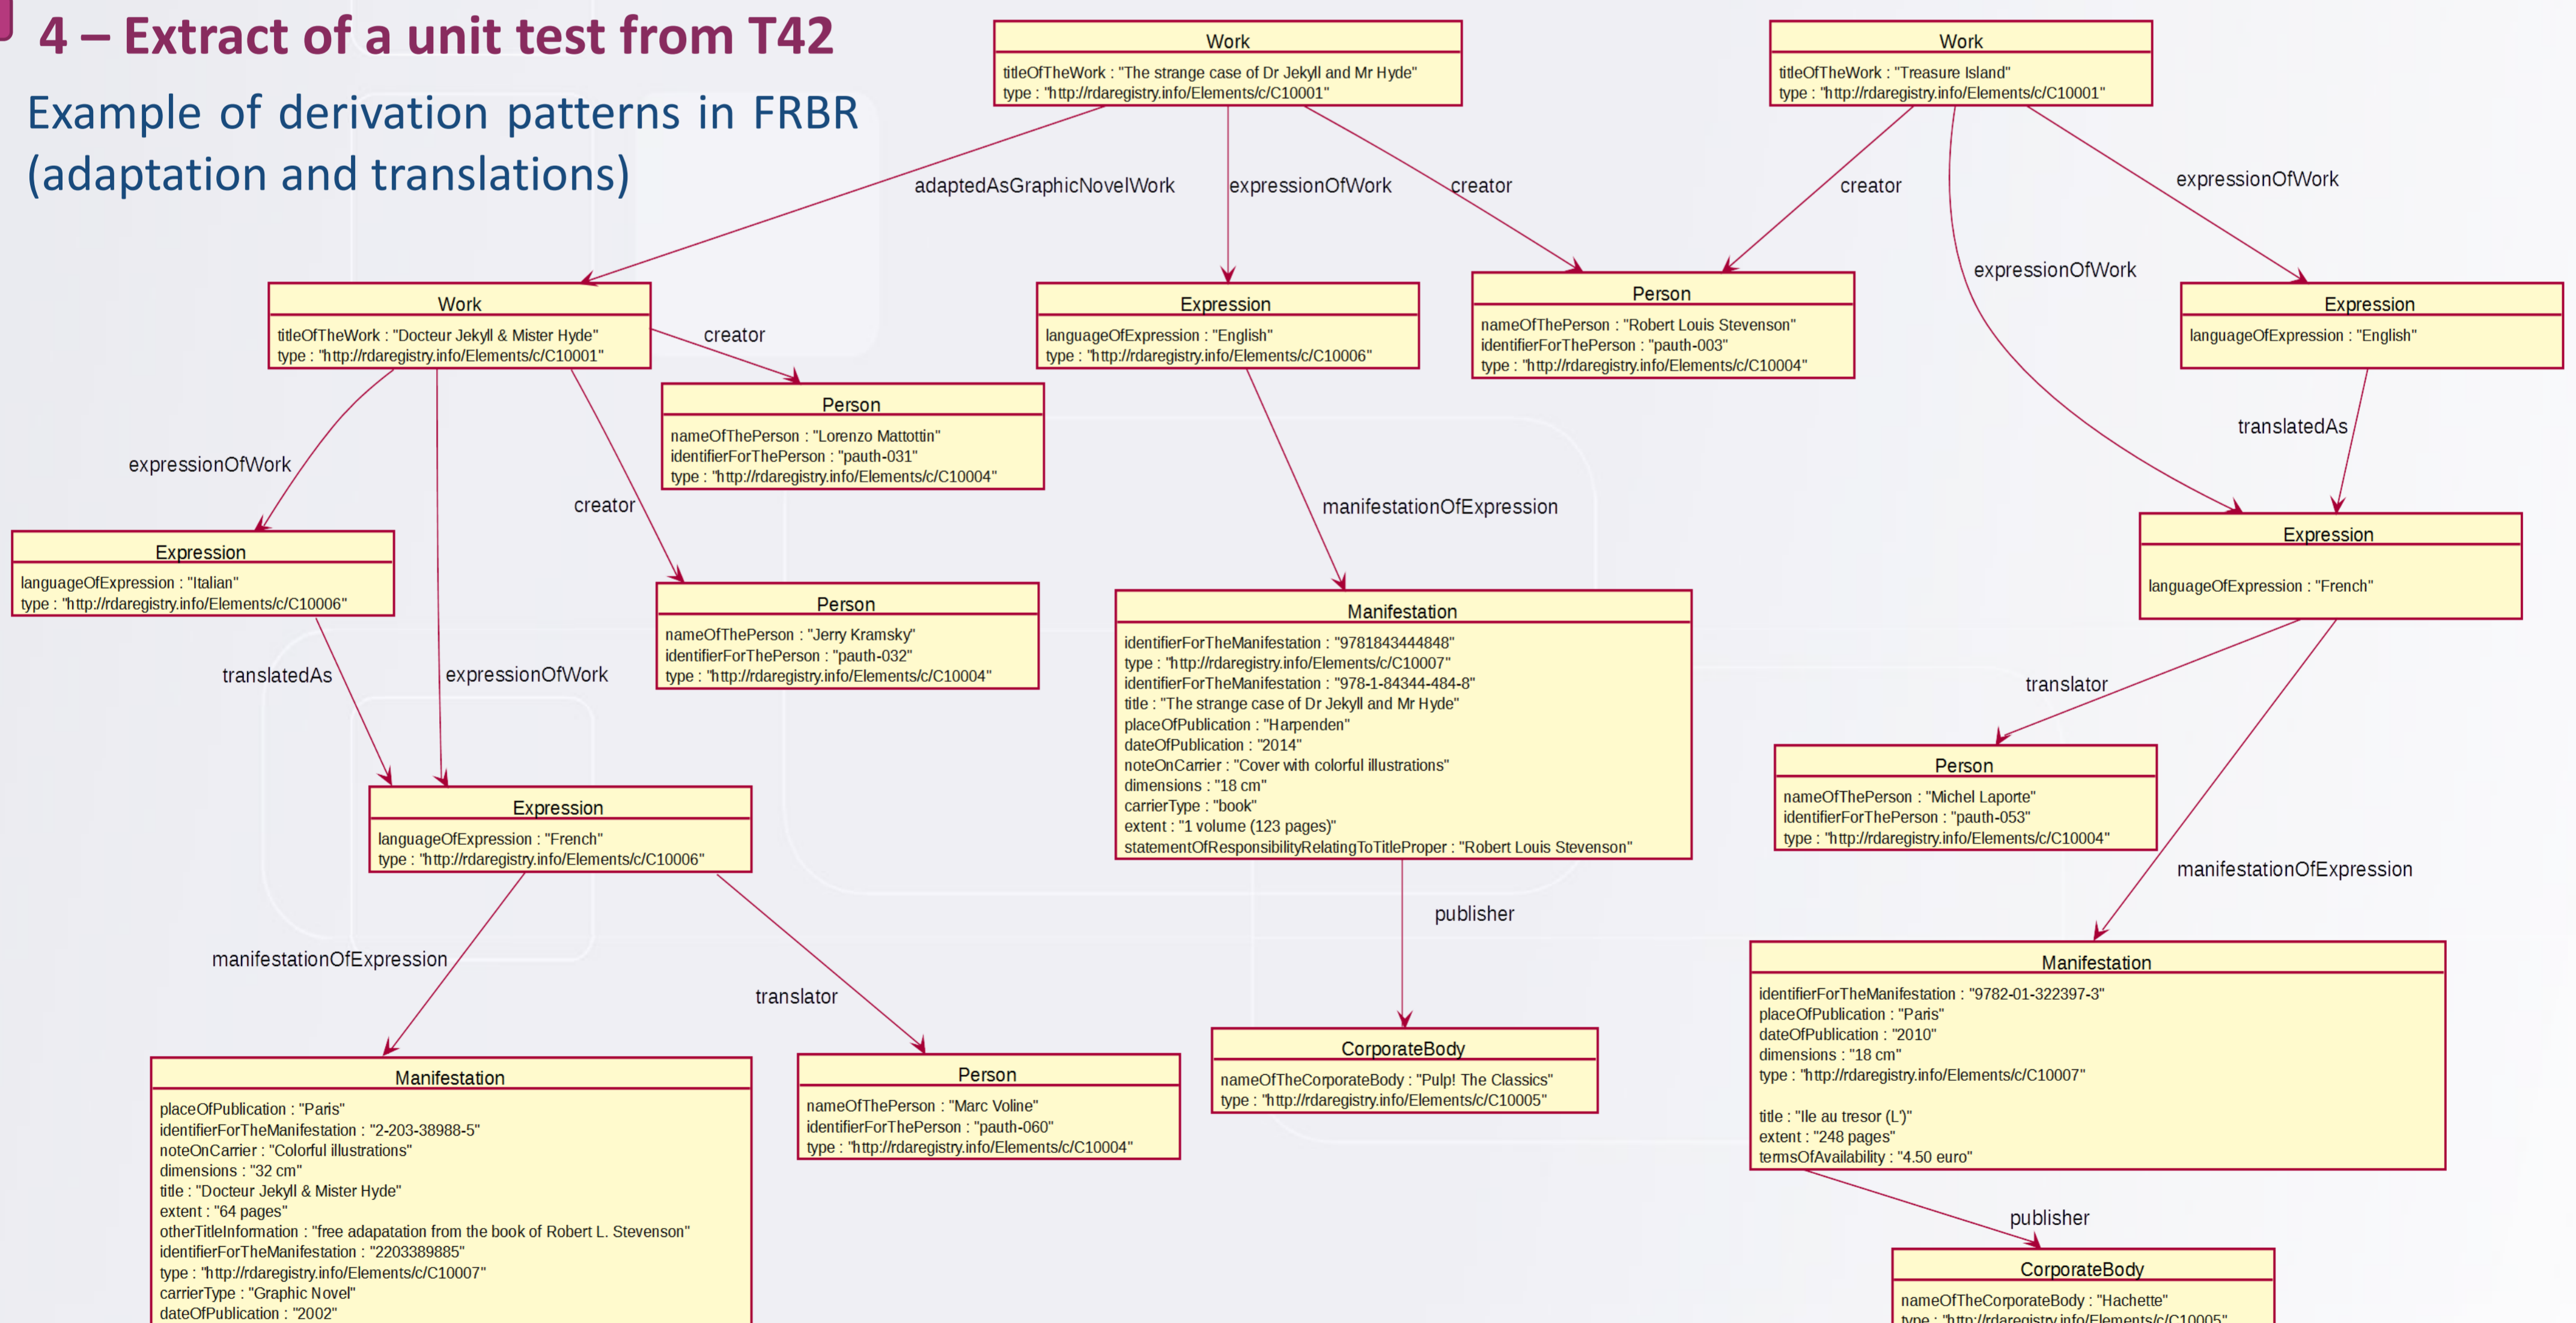 4 – Extract of a unit test from T42
Example of derivation patterns in FRBR
(adaptation and translations)
Work
titleOfTheWork : "The strange case of Dr Jekyll and Mr Hyde"
type : "http://rdaregistry.info/Elements/c/C10001"
Work
titleOfTheWork : "Treasure Island"
type : "http://rdaregistry.info/Elements/c/C10001"
adaptedAsGraphicNovelWork
expressionOfWork
creator
creator
expressionOfWork
expressionOfWork
Work
titleOfTheWork : "Docteur Jekyll & Mister Hyde"
type : "http://rdaregistry.info/Elements/c/C10001"
creator
Expression
languageOfExpression : "English"
type : "http://rdaregistry.info/Elements/c/C10006"
Person
nameOfThePerson : "Robert Louis Stevenson"
identifierForThePerson : "pauth-003"
type : "http://rdaregistry.info/Elements/c/C10004"
Expression
languageOfExpression : "English"
Person
nameOfThePerson : "Lorenzo Mattottin"
identifierForThePerson : "pauth-031"
type : "http://rdaregistry.info/Elements/c/C10004"
translatedAs
expressionOfWork
creator
manifestationOfExpression
Expression
languageOfExpression : "Italian"
type : "http://rdaregistry.info/Elements/c/C10006"
Expression
languageOfExpression : "French"
Person
nameOfThePerson : "Jerry Kramsky"
identifierForThePerson : "pauth-032"
type : "http://rdaregistry.info/Elements/c/C10004"
Manifestation
identifierForTheManifestation : "9781843444848"
type : "http://rdaregistry.info/Elements/c/C10007"
identifierForTheManifestation : "978-1-84344-484-8"
title : "The strange case of Dr Jekyll and Mr Hyde"
placeOfPublication : "Harpenden"
dateOfPublication : "2014"
noteOnCarrier : "Cover with colorful illustrations"
dimensions : "18 cm"
carrierType : "book"
extent : "1 volume (123 pages)"
statementOfResponsibilityRelatingToTitleProper : "Robert Louis Stevenson"
translatedAs
expressionOfWork
translator
Person
nameOfThePerson : "Michel Laporte"
identifierForThePerson : "pauth-053"
type : "http://rdaregistry.info/Elements/c/C10004"
Expression
languageOfExpression : "French"
type : "http://rdaregistry.info/Elements/c/C10006"
manifestationOfExpression
publisher
manifestationOfExpression
translator
Manifestation
identifierForTheManifestation : "9782-01-322397-3"
placeOfPublication : "Paris"
dateOfPublication : "2010"
dimensions : "18 cm"
type : "http://rdaregistry.info/Elements/c/C10007"
title : "Ile au tresor (L')"
extent : "248 pages"
termsOfAvailability : "4.50 euro"
CorporateBody
nameOfTheCorporateBody : "Pulp! The Classics"
type : "http://rdaregistry.info/Elements/c/C10005"
Person
nameOfThePerson : "Marc Voline"
identifierForThePerson : "pauth-060"
type : "http://rdaregistry.info/Elements/c/C10004"
Manifestation
placeOfPublication : "Paris"
identifierForTheManifestation : "2-203-38988-5"
noteOnCarrier : "Colorful illustrations"
dimensions : "32 cm"
title : "Docteur Jekyll & Mister Hyde"
extent : "64 pages"
otherTitleInformation : "free adapatation from the book of Robert L. Stevenson"
identifierForTheManifestation : "2203389885"
type : "http://rdaregistry.info/Elements/c/C10007"
carrierType : "Graphic Novel"
dateOfPublication : "2002"
publisher
CorporateBody
nameOfTheCorporateBody : "Hachette"
type : "http://rdaregistry.info/Elements/c/C10005"